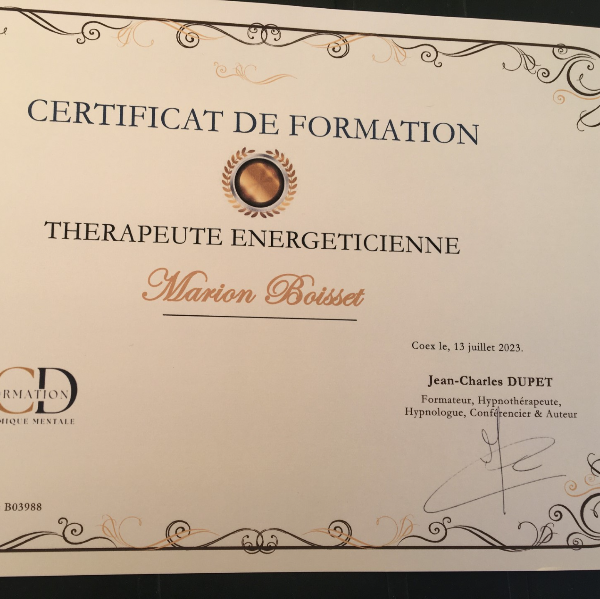 CERTIFICAT DE FORMATION
THERAPEUTE ENERGETICIENNE
Marion Boisset
Coex le, 13 juillet 2023.
Jean-Charles DUPET
Formateur, Hypnothérapeute,
Hypnologue, Conférencier & Auteur
CD
RMATION
MIQUE MENTALE
B03988